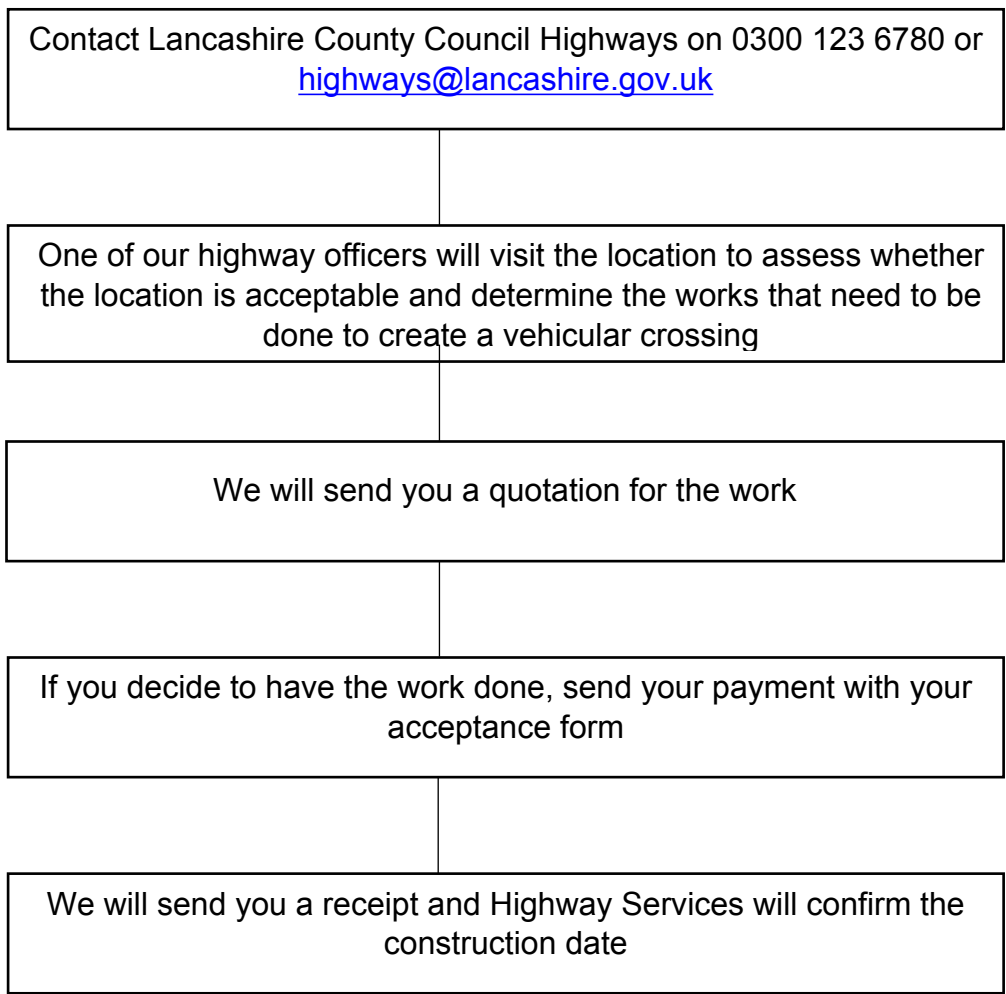 Contact Lancashire County Council Highways on 0300 123 6780 or
highways@lancashire.gov.uk
One of our highway officers will visit the location to assess whether
the location is acceptable and determine the works that need to be
done to create a vehicular crossing
We will send you a quotation for the work
If you decide to have the work done, send your payment with your
acceptance form
We will send you a receipt and Highway Services will confirm the
construction date